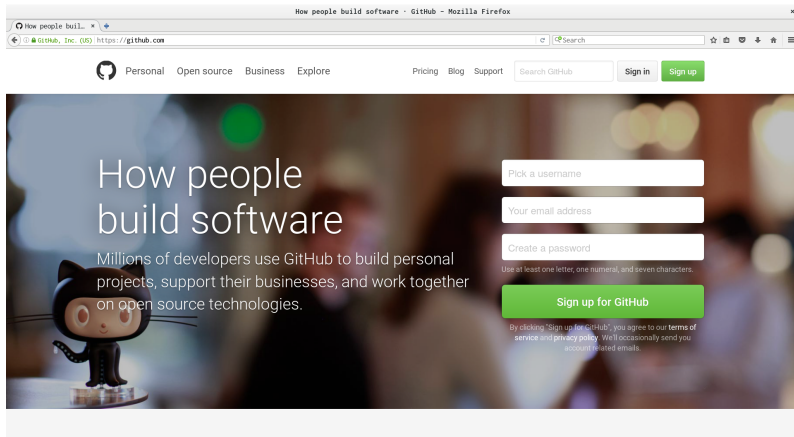 How people build software · GitHub - Mozilla Firefox
How people buil…
GitHub, Inc. (US) https://github.com
Search
Personal Open source Business Explore Pricing Blog Support Search GitHub Sign in Sign up
How people
build software
Millions of developers use GitHub to build personal
projects, support their businesses, and work together
on open source technologies.
Pick a username
Your email address
Create a password
Use at least one letter, one numeral, and seven characters.
Sign up for GitHub
By clicking "Sign up for GitHub", you agree to our terms of
service and privacy policy. We'll occasionally send you
account related emails.